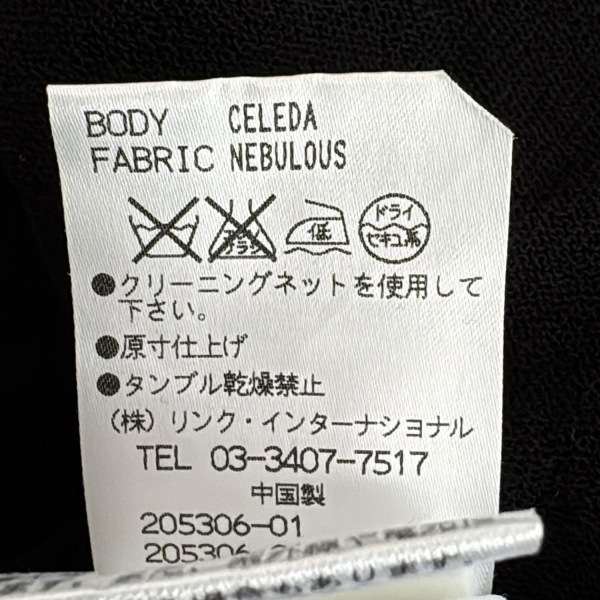 BODY CELEDA
FABRIC NEBULOUS
低
ドライ
セキユ系
●クリーニングネットを使用して
下さい。
●原寸仕上げ
●タンブル乾燥禁止
(株)リンク・インターナショナル
TEL 03-3407-7517
中国製
205306-01
205306